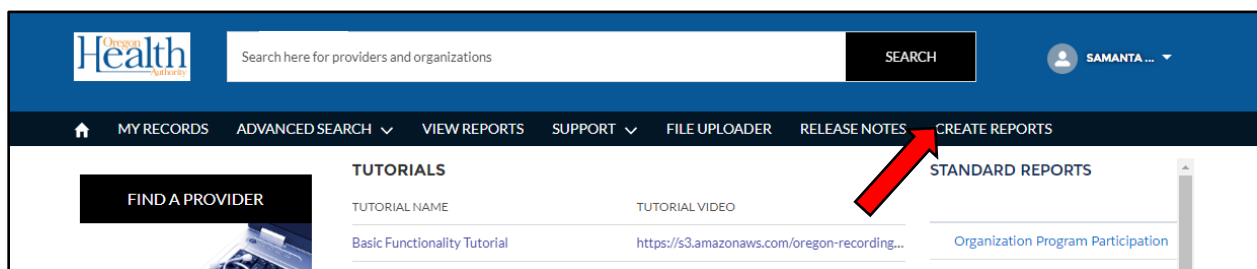 Oregon
Health
Authority
Search here for providers and organizations
SEARCH
SAMANTA ...
MY RECORDS ADVANCED SEARCH VIEW REPORTS SUPPORT FILE UPLOADER RELEASE NOTES CREATE REPORTS
FIND A PROVIDER
TUTORIALS
TUTORIAL NAME TUTORIAL VIDEO
Basic Functionality Tutorial https://s3.amazonaws.com/oregon-recording...
STANDARD REPORTS
Organization Program Participation